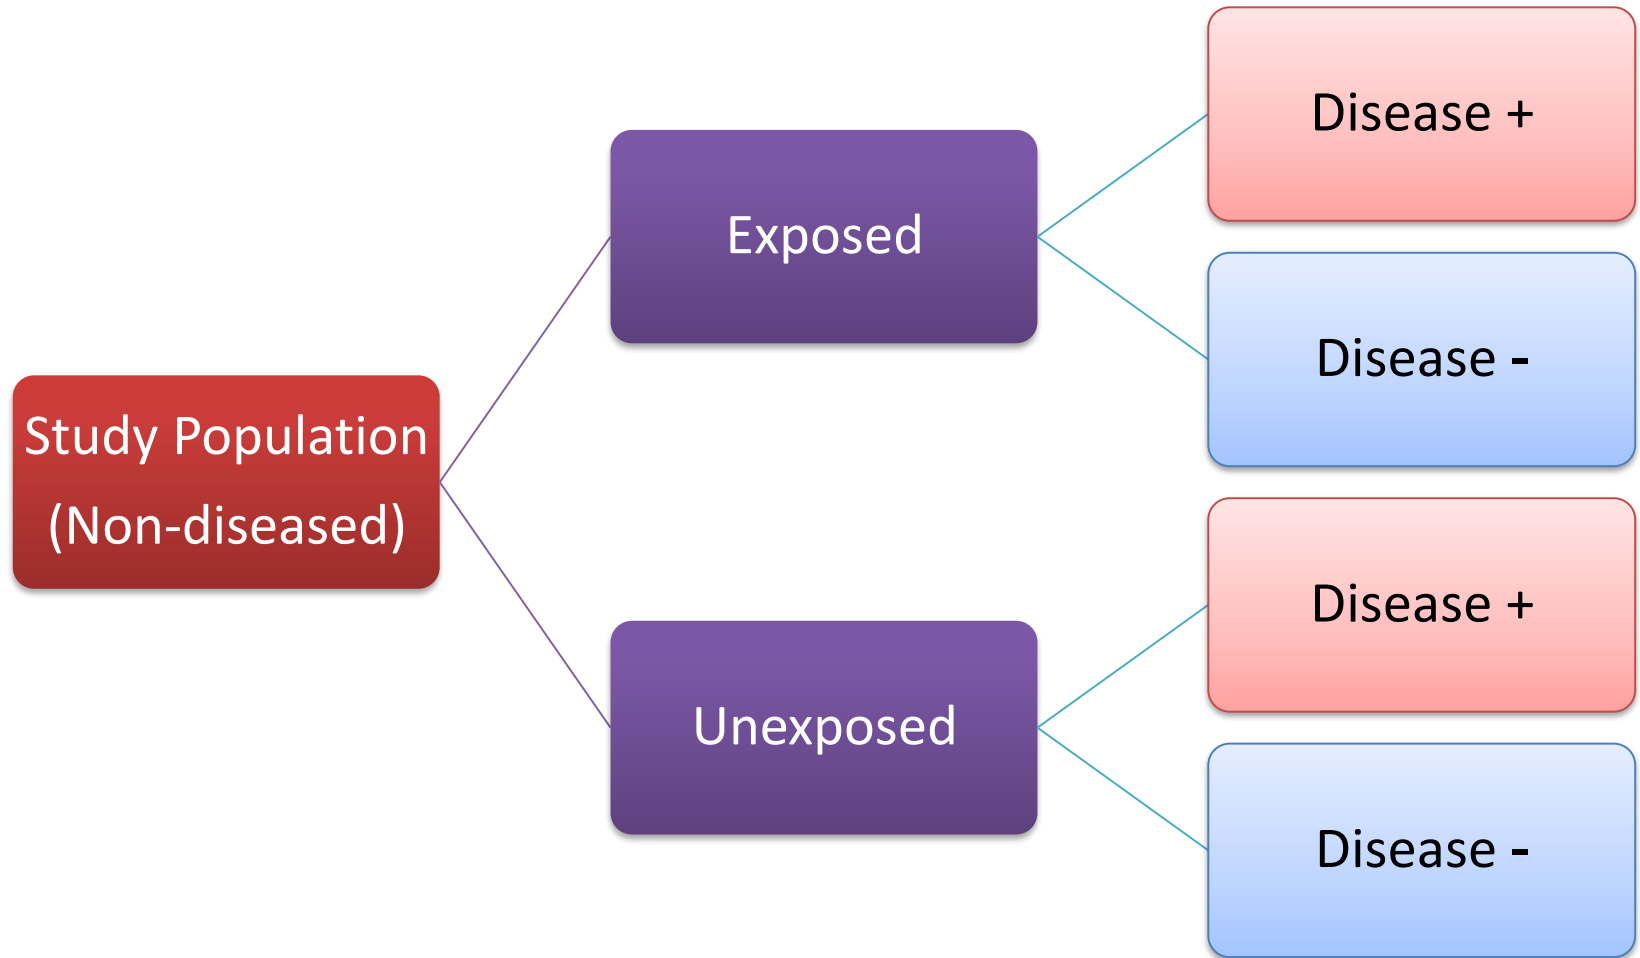 Study Population
(Non-diseased)
Exposed
Unexposed
Disease +
Disease -
Disease +
Disease -